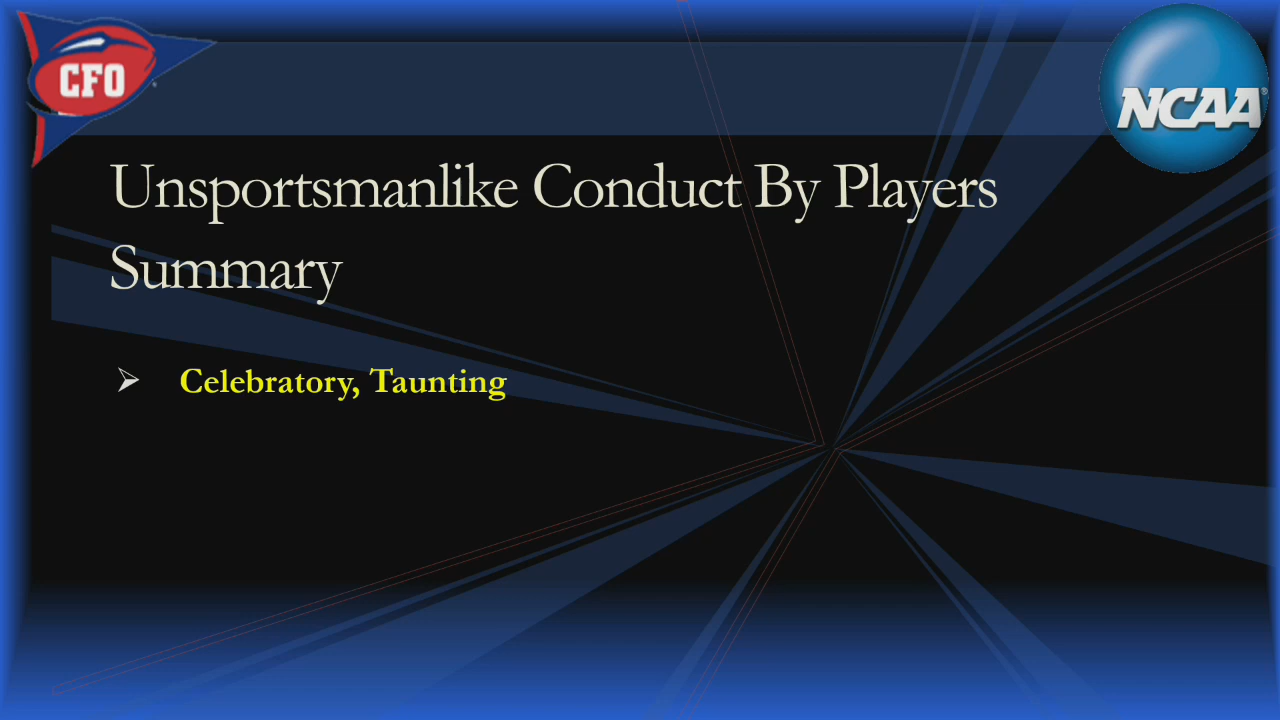 CFO
NCAA®
Unsportsmanlike Conduct By Players
Summary
➢ Celebratory, Taunting